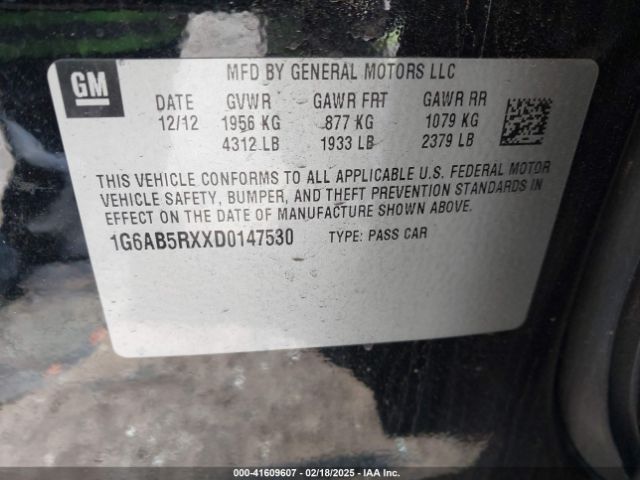 GM
MFD BY GENERAL MOTORS LLC
DATE GVWR GAWR FRT GAWR RR
12/12 1956 KG 877 KG 1079 KG
4312 LB 1933 LB 2379 LB
THIS VEHICLE CONFORMS TO ALL APPLICABLE U.S. FEDERAL MOTOR
VEHICLE SAFETY, BUMPER, AND THEFT PREVENTION STANDARDS IN
EFFECT ON THE DATE OF MANUFACTURE SHOWN ABOVE.
1G6AB5RXXD0147530 TYPE: PASS CAR
000-41609607 - 02/18/2025 - IAA Inc.